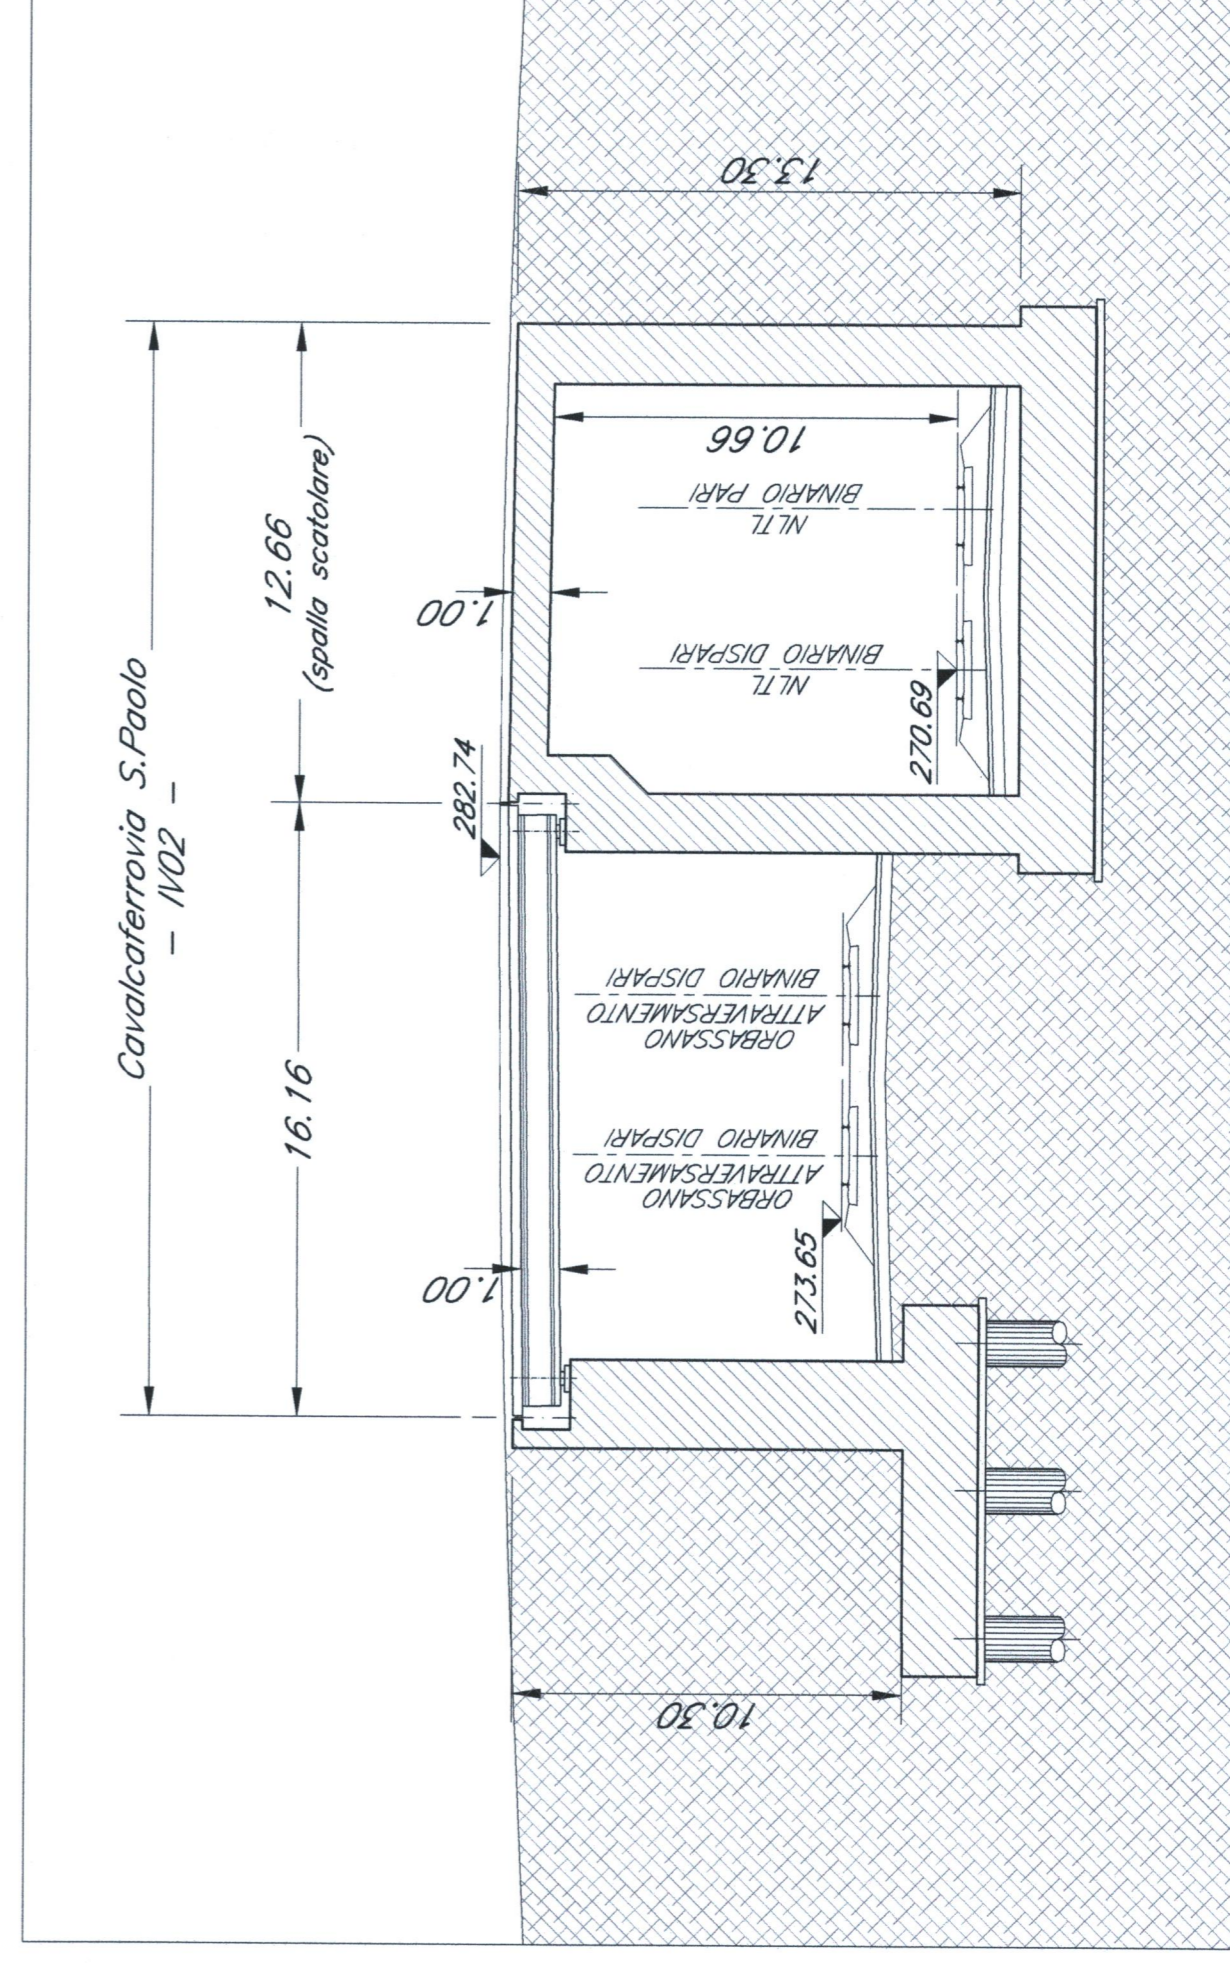 Cavalcaferrovia S.Paolo
- IV02 -
16.16
12.66
(spalla scatolare)
282.74
1.00
1.00
10.30
13.30
10.66
ORBASSANO
ATTRAVERSAMENTO
BINARIO DISPARI
ORBASSANO
ATTRAVERSAMENTO
BINARIO DISPARI
273.65
NLTL
BINARIO DISPARI
NLTL
BINARIO PARI
270.69